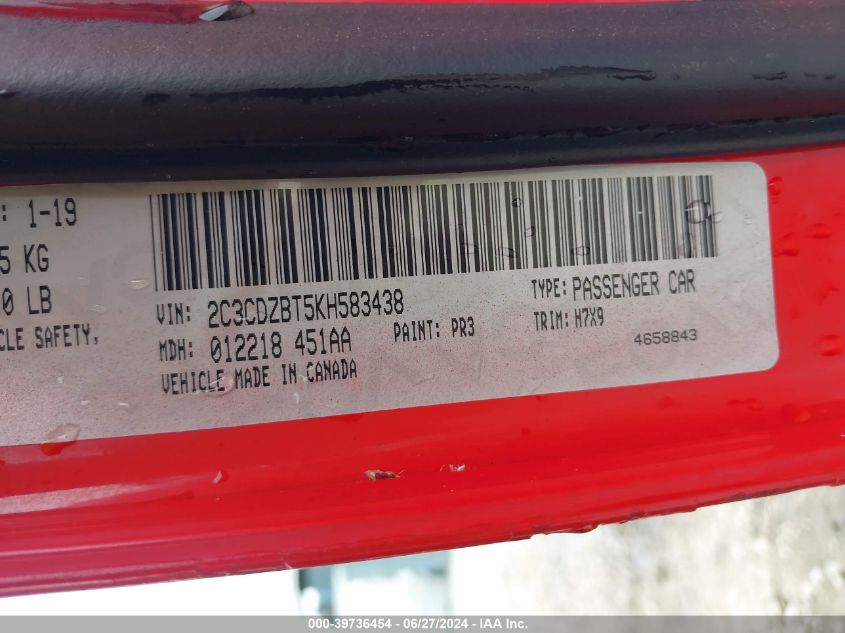 : 1-19
5 KG
0 LB
CLE SAFETY,
VIN: 2C3CDZBT5KH583438
TYPE: PASSENGER CAR
MDH: 012218 451AA
PAINT: PR3
TRIM: H7X9
VEHICLE MADE IN CANADA
4658843
000-39736454 - 06/27/2024 - IAA Inc.